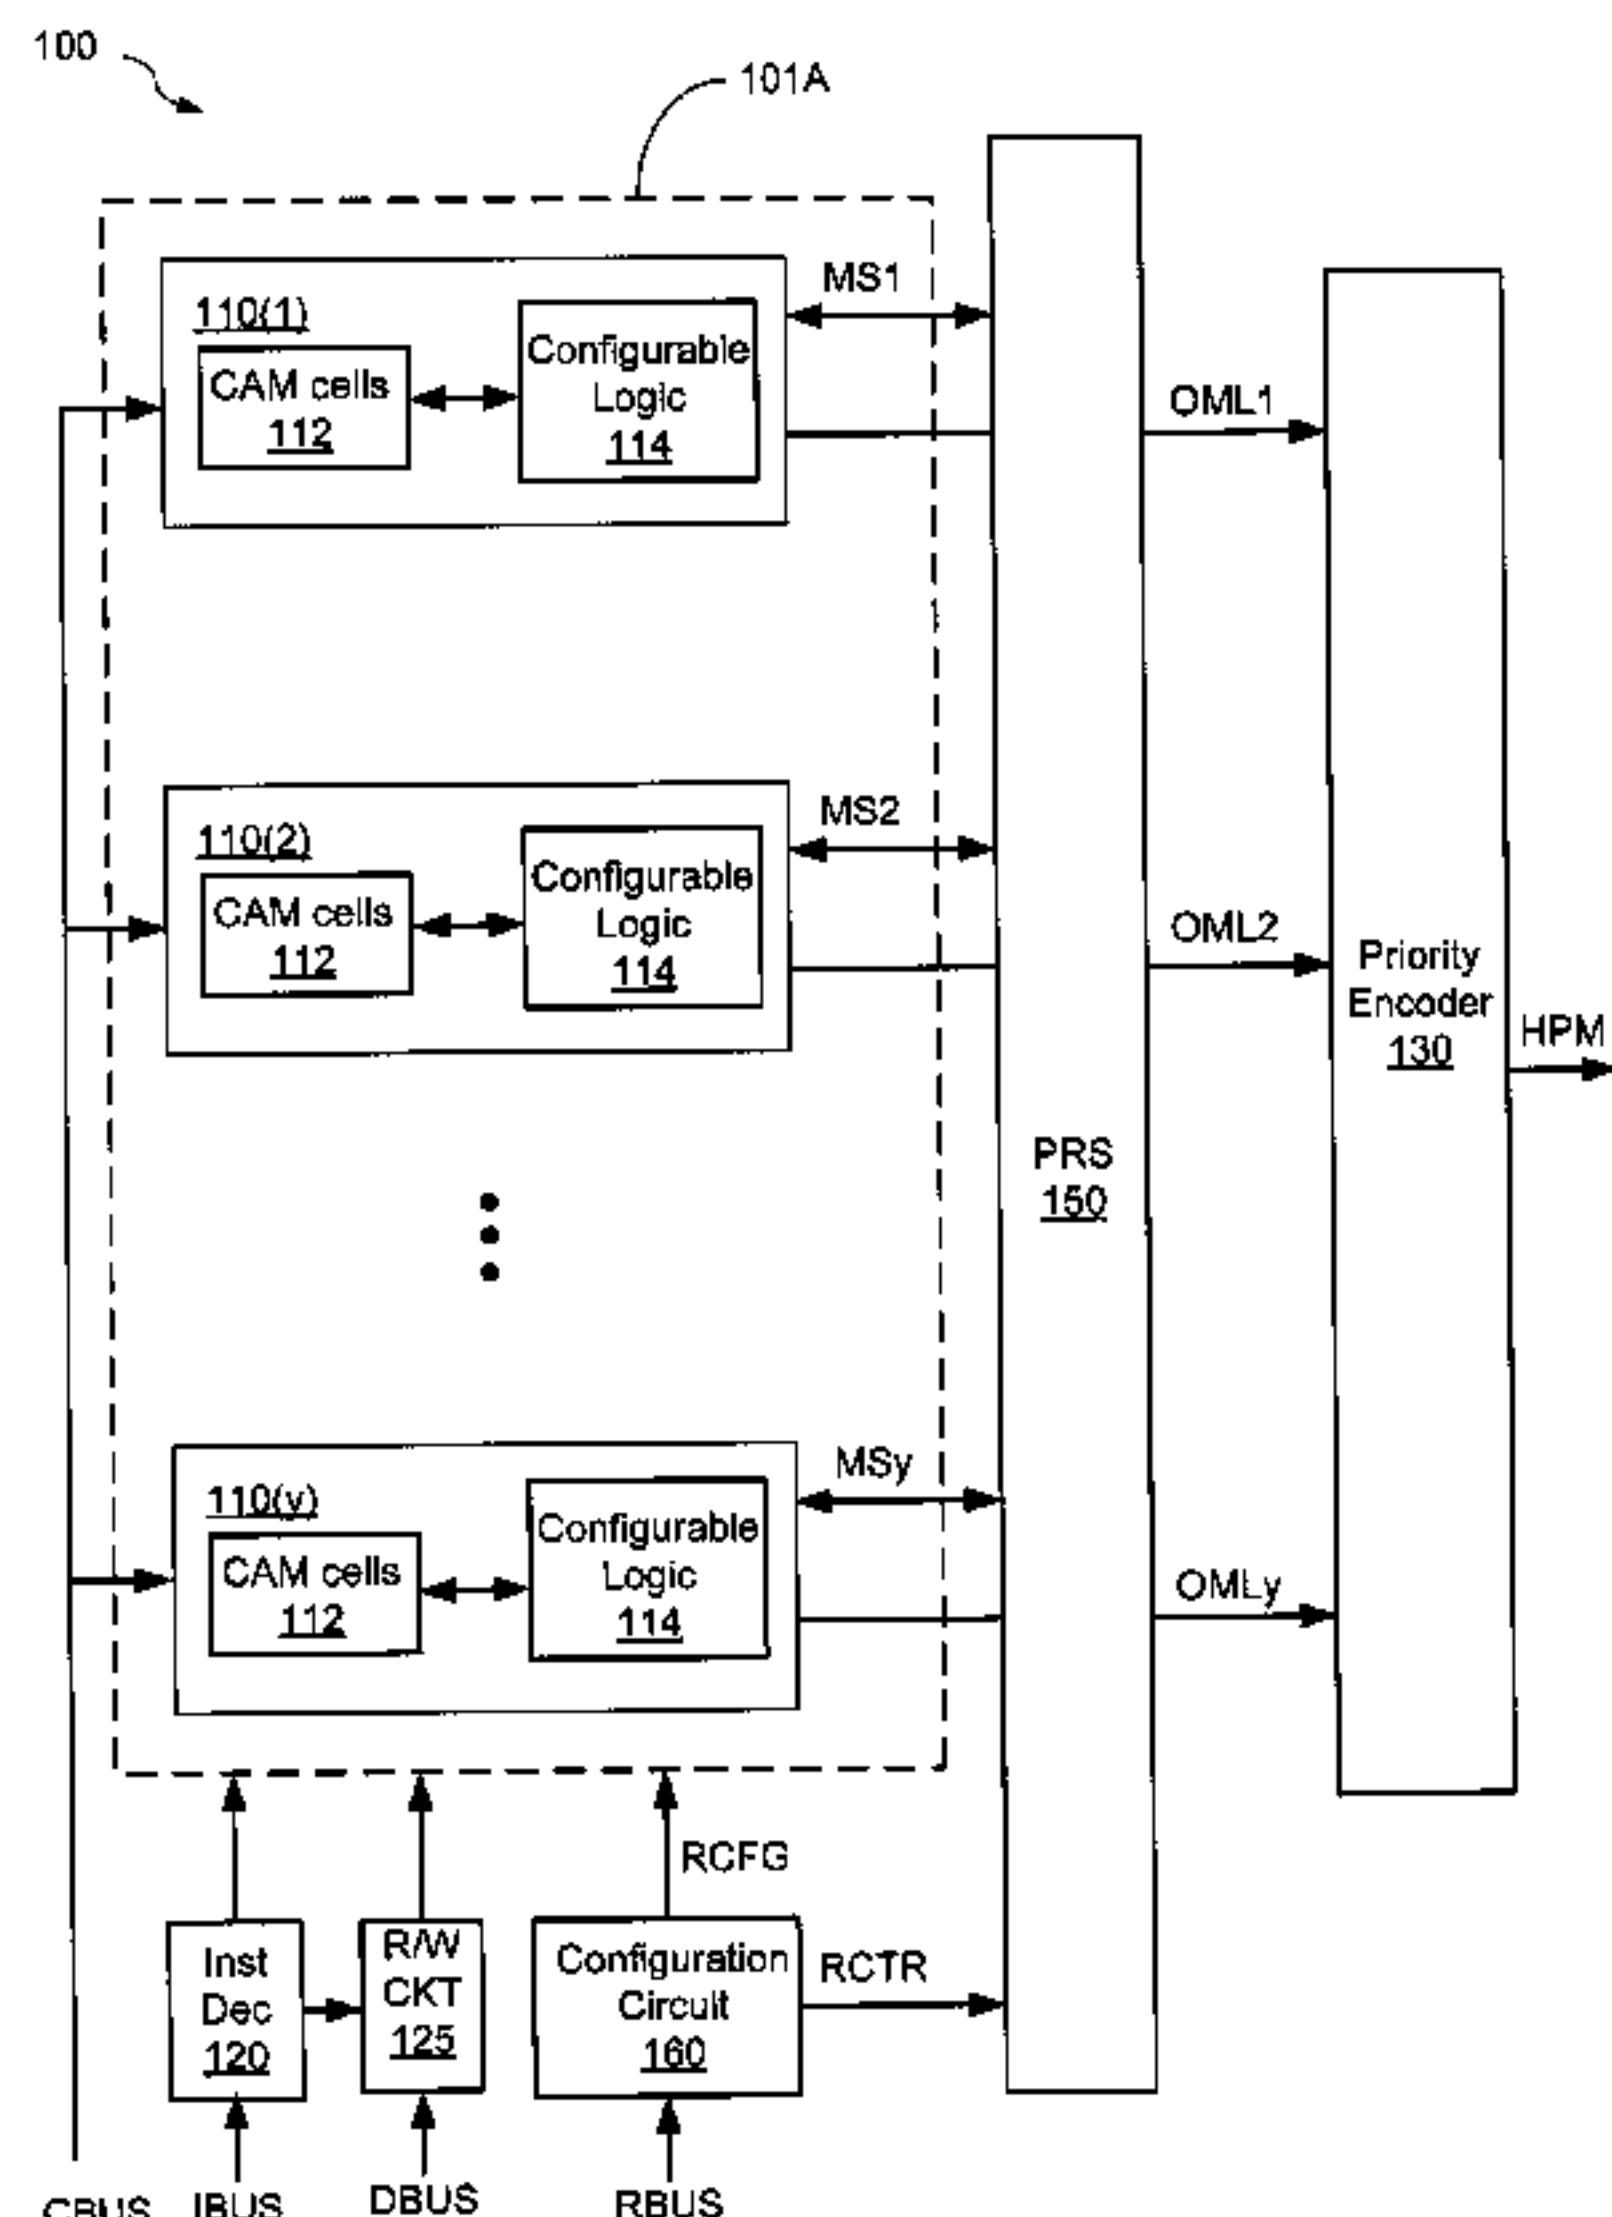 100
101A
110(1)
CAM cells
112
Configurable
Logic
114
MS1
OML1
110(2)
CAM cells
112
Configurable
Logic
114
MS2
OML2
Priority
Encoder
130
HPM
PRS
150
110(y)
CAM cells
112
Configurable
Logic
114
MSy
OMLy
RCFG
Inst
Dec
120
R/W
CKT
125
Configuration
Circuit
160
RCTR
CBUS
IBUS
DBUS
RBUS